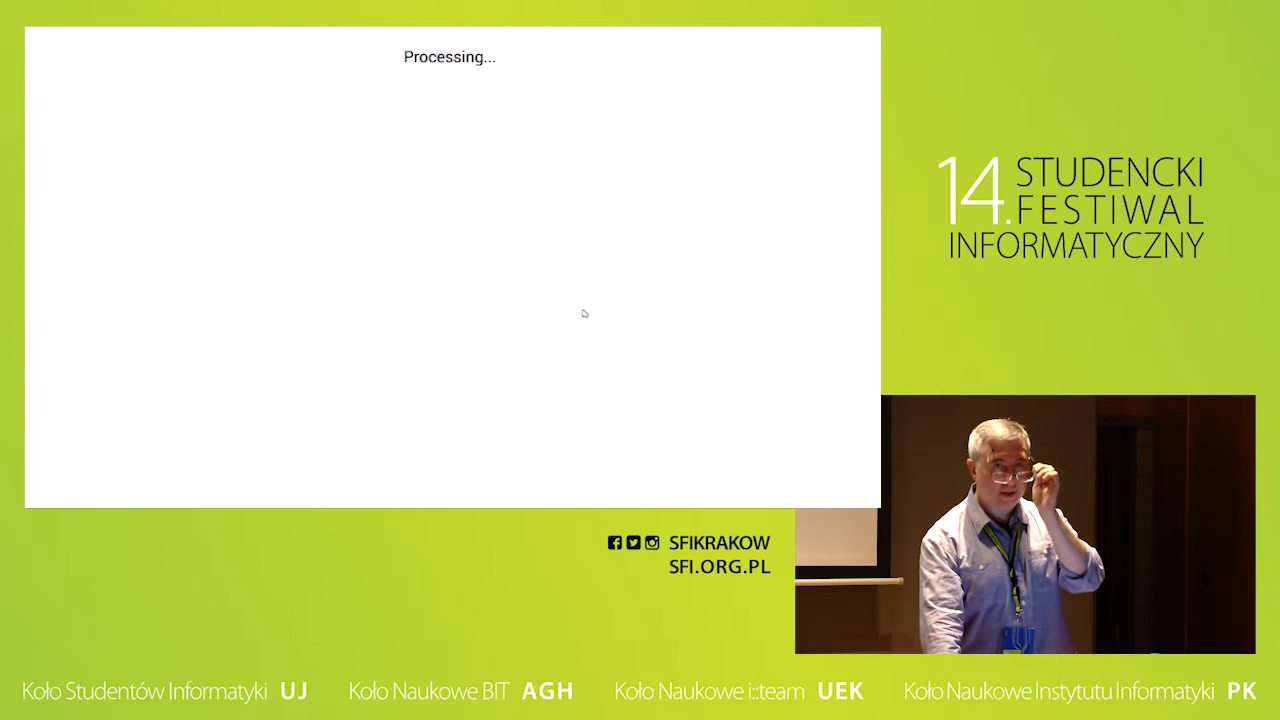 Processing...
14. STUDENCKI
FESTIWAL
INFORMATYCZNY
SFIKRAKOW
SFI.ORG.PL
Koło Studentów Informatyki UJ
Koło Naukowe BIT AGH
Koło Naukowe i::team UEK
Koło Naukowe Instytutu Informatyki PK